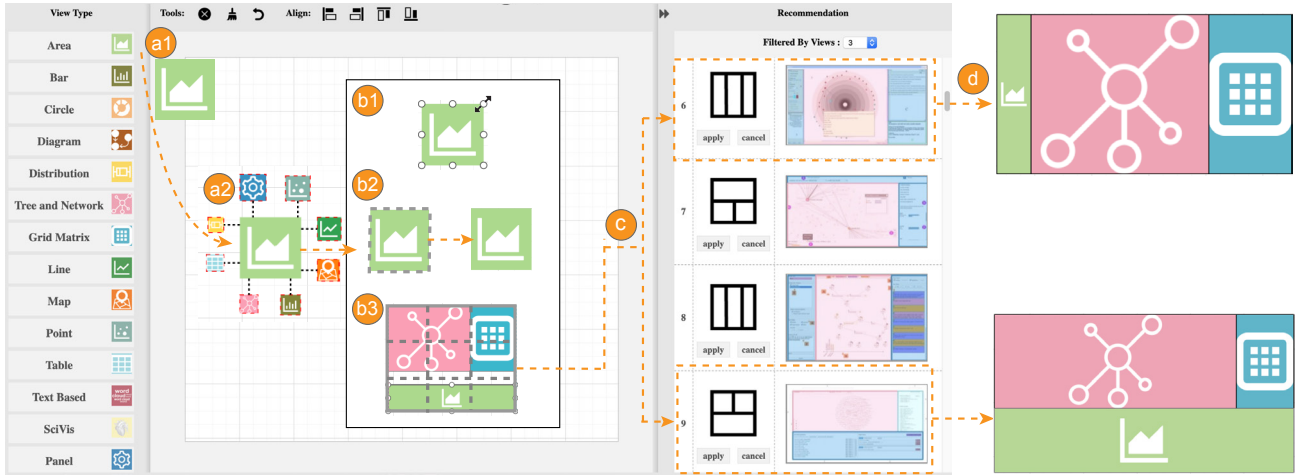 View Type
Tools:
Align:
Recommendation
Filtered By Views : 3
Area
Bar
Circle
Diagram
Distribution
Tree and Network
Grid Matrix
Line
Map
Point
Table
Text Based
SciVis
Panel
word
a1
a2
b1
b2
b3
c
d
6
apply cancel
7
apply cancel
8
apply cancel
9
apply cancel